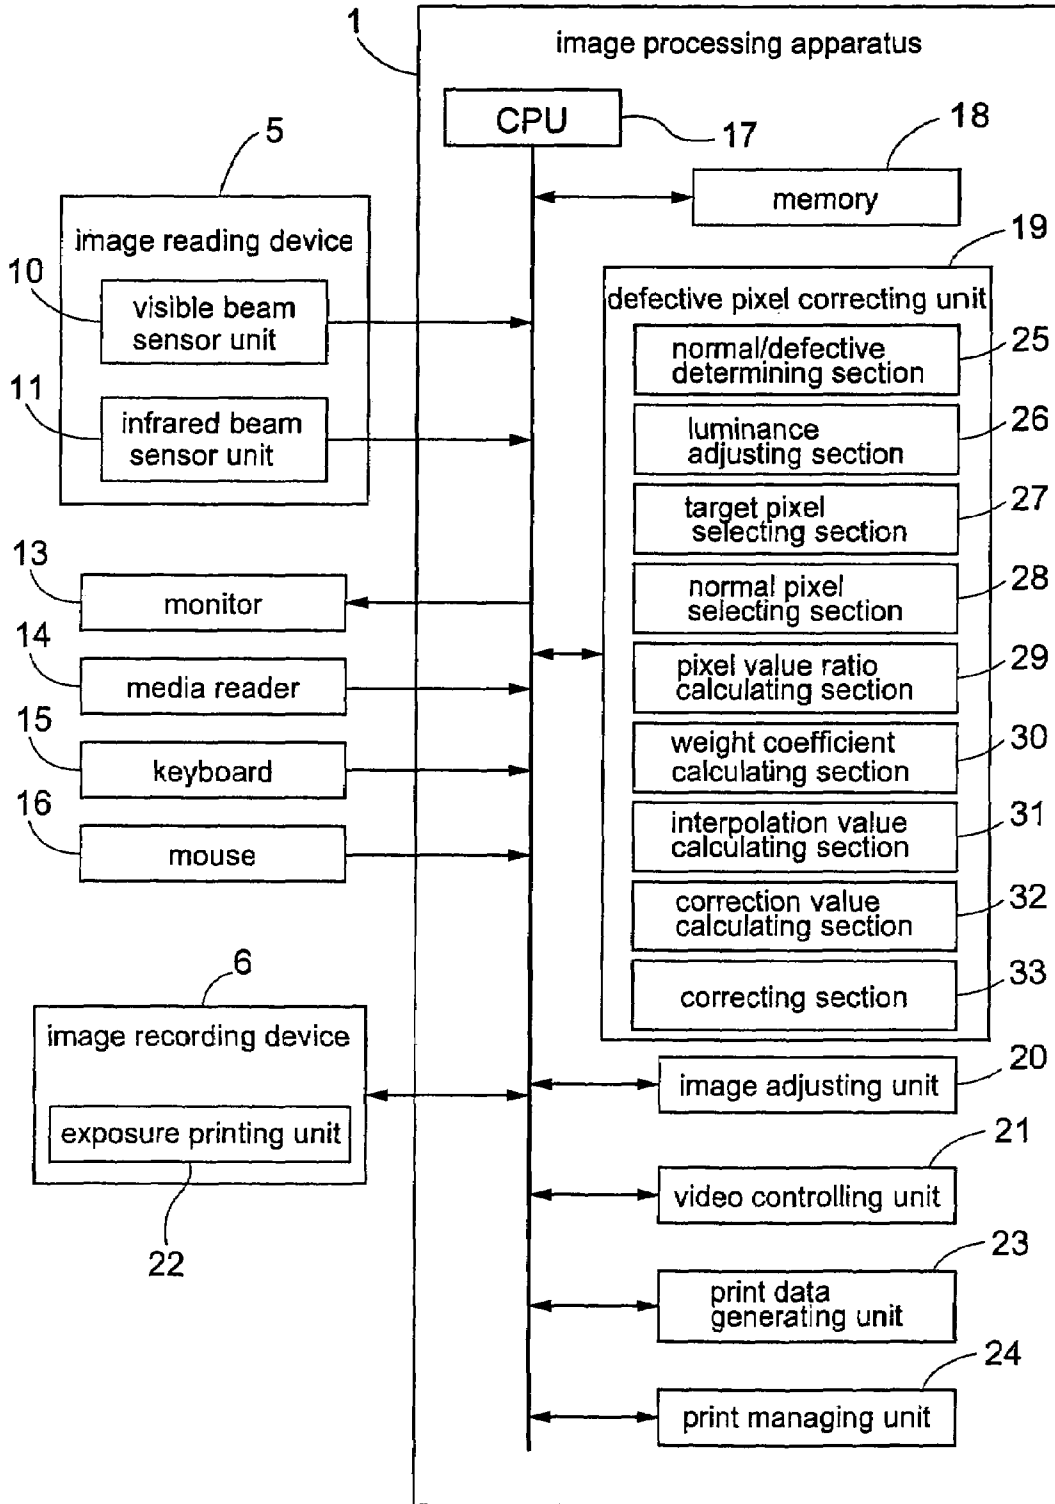 1
image processing apparatus
CPU
17
18
memory
5
image reading device
10
visible beam
sensor unit
11
infrared beam
sensor unit
19
defective pixel correcting unit
normal/defective
determining section
25
luminance
adjusting section
26
target pixel
selecting section
27
normal pixel
selecting section
28
pixel value ratio
calculating section
29
weight coefficient
calculating section
30
interpolation value
calculating section
31
correction value
calculating section
32
correcting section
33
13
monitor
14
media reader
15
keyboard
16
mouse
6
image recording device
exposure printing unit
22
20
image adjusting unit
21
video controlling unit
23
print data
generating unit
24
print managing unit